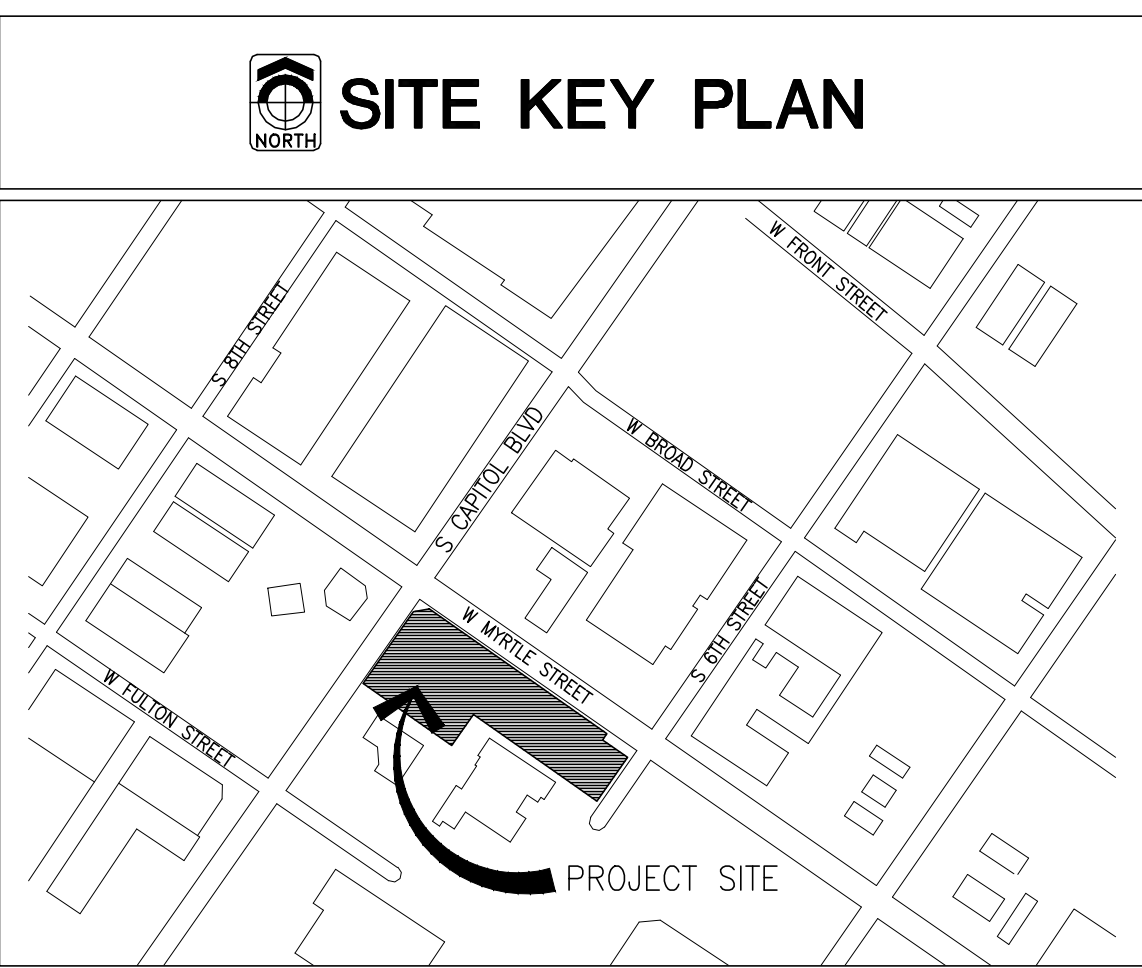 NORTH
SITE KEY PLAN
W FRONT STREET
S 8TH STREET
S CAPITOL BLVD
W BROAD STREET
S 6TH STREET
W MYRTLE STREET
W FULTON STREET
PROJECT SITE